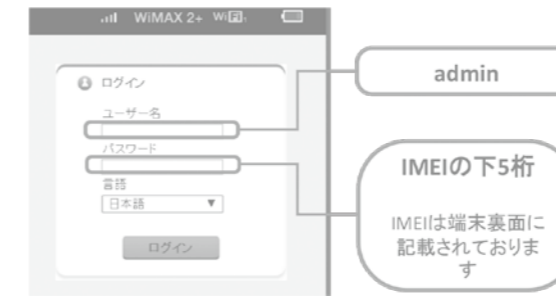 WiMAX 2+ WiFi
ログイン
ユーザー名
パスワード
言語
日本語
ログイン
admin
IMEIの下5桁
IMEIは端末裏面に
記載されておりま
す